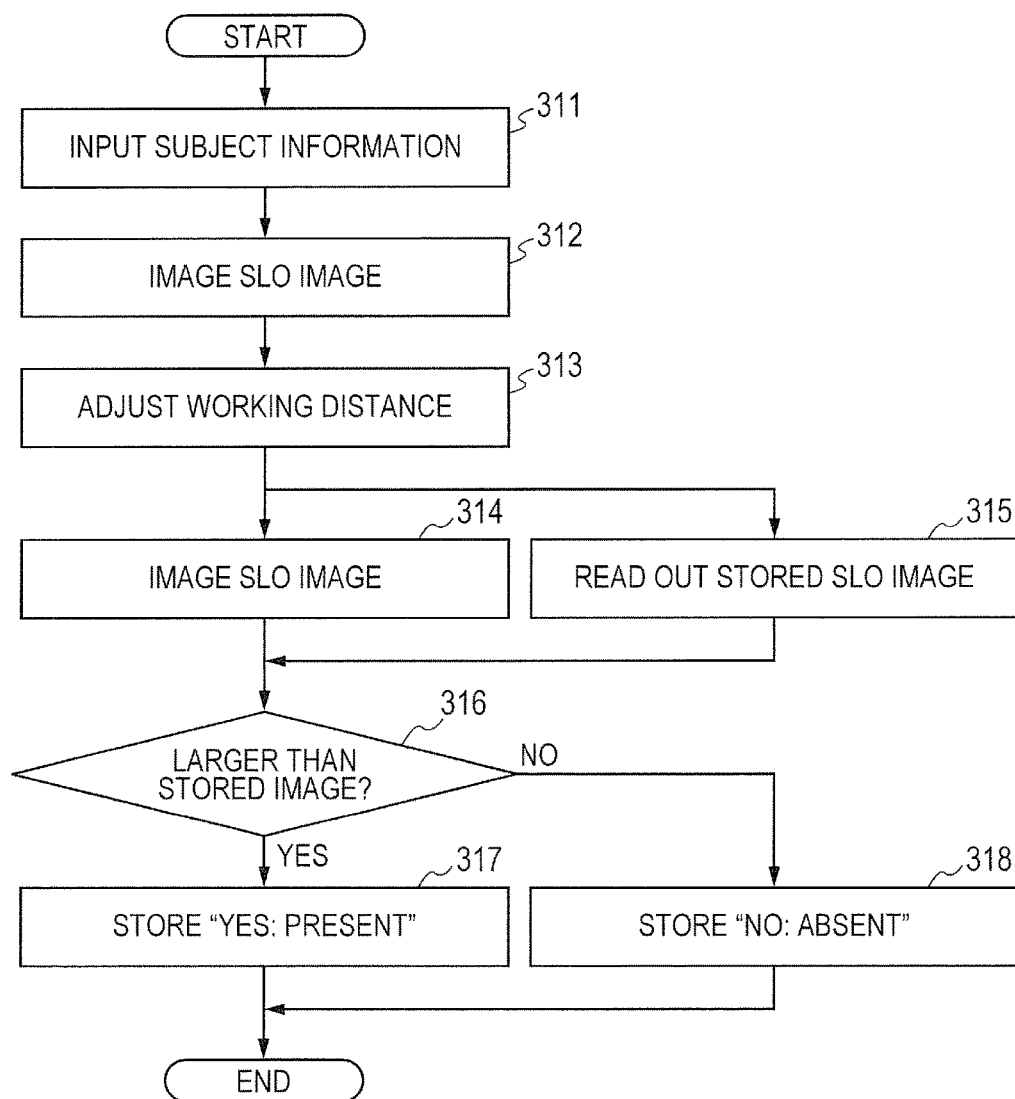 START
311
INPUT SUBJECT INFORMATION
312
IMAGE SLO IMAGE
313
ADJUST WORKING DISTANCE
314
315
IMAGE SLO IMAGE
READ OUT STORED SLO IMAGE
316
LARGER THAN
STORED IMAGE?
NO
YES
317
318
STORE “YES: PRESENT”
STORE “NO: ABSENT”
END